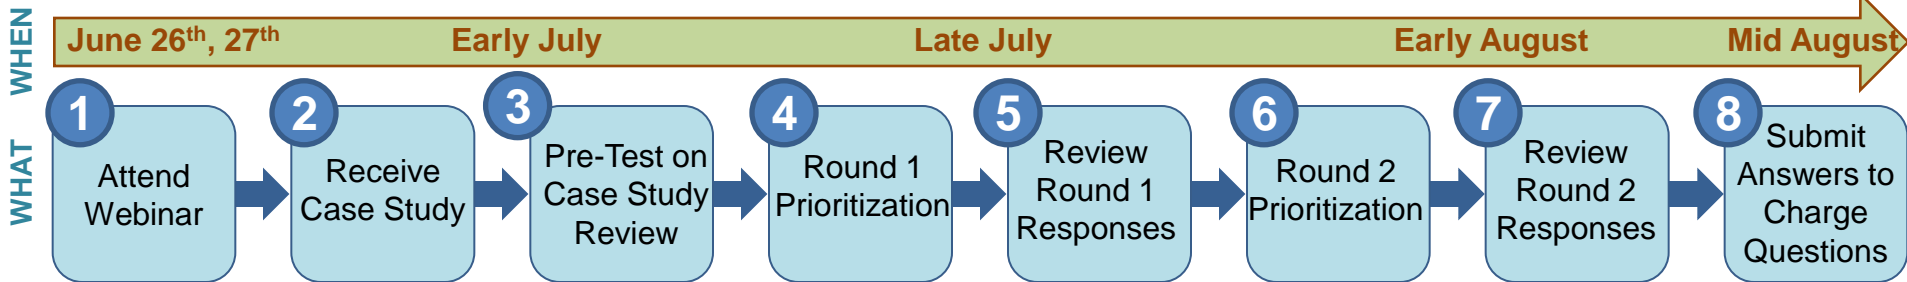 WHEN
June 26th, 27th
Early July
Late July
Early August
Mid August
WHAT
1
Attend
Webinar
2
Receive
Case Study
3
Pre-Test on
Case Study
Review
4
Round 1
Prioritization
5
Review
Round 1
Responses
6
Round 2
Prioritization
7
Review
Round 2
Responses
8
Submit
Answers to
Charge
Questions